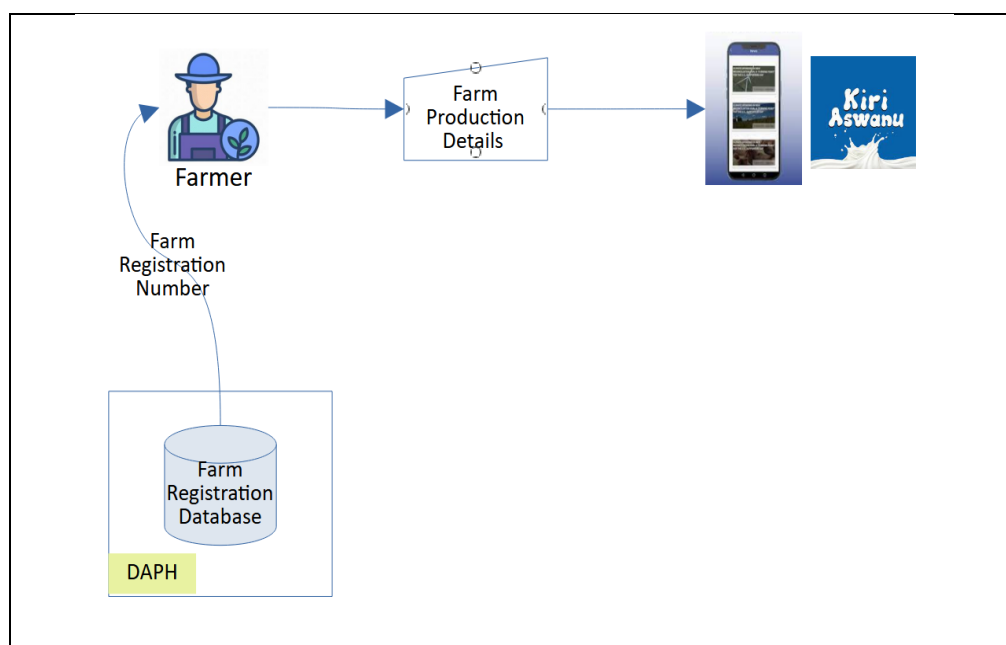 Farmer
Farm
Production
Details
Kiri
Aswanu
Farm
Registration
Number
Farm
Registration
Database
DAPH